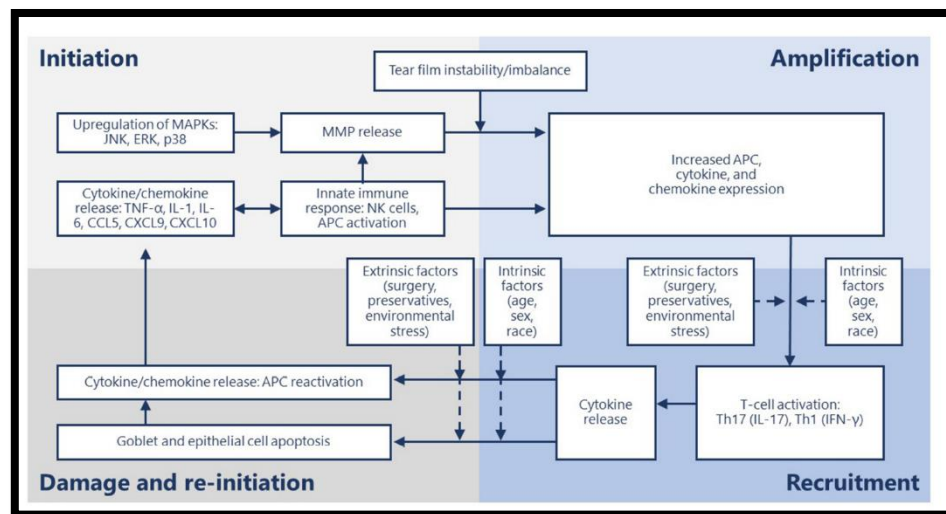 Initiation
Amplification
Tear film instability/imbalance
Upregulation of MAPKs:
JNK, ERK, p38
MMP release
Increased APC,
cytokine, and
chemokine expression
Cytokine/chemokine
release: TNF-α, IL-1, IL-
6, CCL5, CXCL9, CXCL10
Innate immune
response: NK cells,
APC activation
Extrinsic factors
(surgery,
preservatives,
environmental
stress)
Intrinsic
factors
(age,
sex,
race)
Extrinsic factors
(surgery,
preservatives,
environmental
stress)
Intrinsic
factors
(age,
sex,
race)
Cytokine/chemokine release: APC reactivation
Cytokine
release
T-cell activation:
Th17 (IL-17), Th1 (IFN-γ)
Goblet and epithelial cell apoptosis
Damage and re-initiation
Recruitment